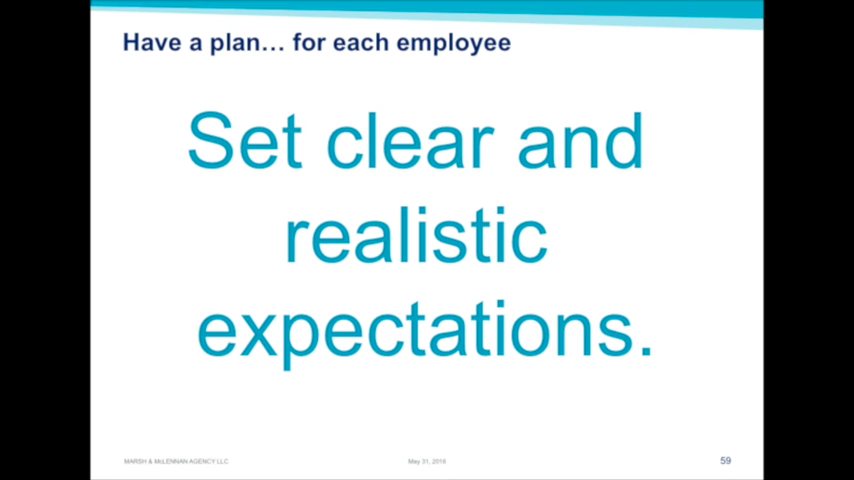 Have a plan... for each employee
Set clear and
realistic
expectations.
MARSH & McLENNAN AGENCY LLC
May 31, 2016
59